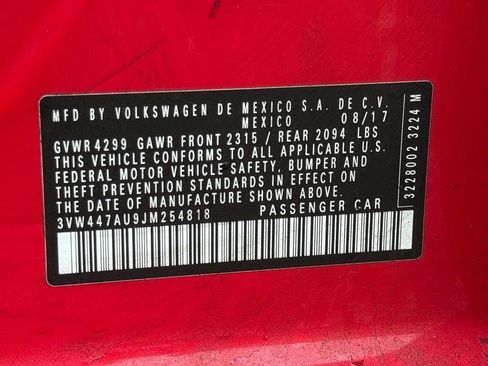 MFD BY VOLKSWAGEN DE MEXICO S.A. DE C.V.
MEXICO 08/17
GVWR 4299 GAWR FRONT 2315 / REAR 2094 LBS
THIS VEHICLE CONFORMS TO ALL APPLICABLE U.S.
FEDERAL MOTOR VEHICLE SAFETY, BUMPER AND
THEFT PREVENTION STANDARDS IN EFFECT ON
THE DATE OF MANUFACTURE SHOWN ABOVE.
3VW447AU9JM254818 PASSENGER CAR
3228002 3224 M